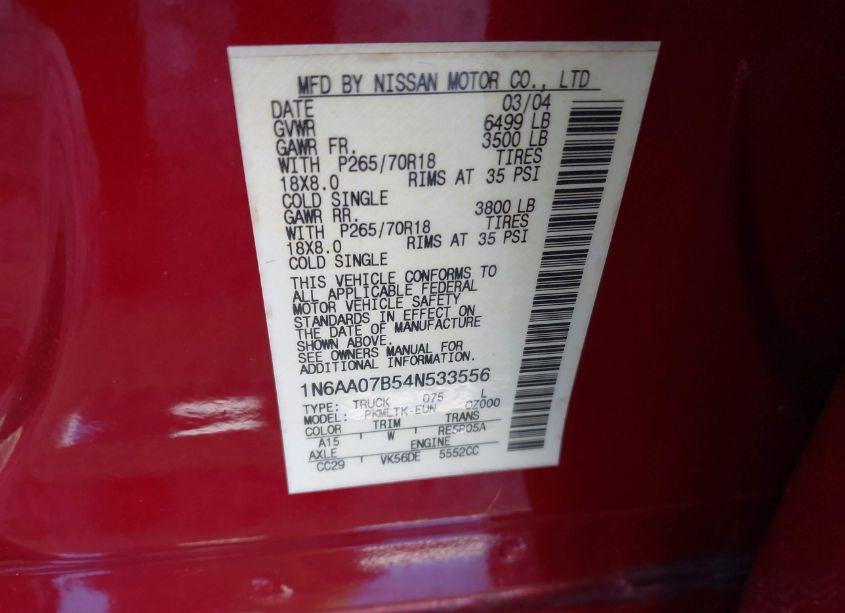 MFD BY NISSAN MOTOR CO., LTD
DATE 03/04
GVWR 6499 LB
GAWR FR. 3500 LB
WITH P265/70R18 TIRES
18X8.0 RIMS AT 35 PSI
COLD SINGLE
GAWR RR. 3800 LB
WITH P265/70R18 TIRES
18X8.0 RIMS AT 35 PSI
COLD SINGLE
THIS VEHICLE CONFORMS TO
ALL APPLICABLE FEDERAL
MOTOR VEHICLE SAFETY
STANDARDS IN EFFECT ON
THE DATE OF MANUFACTURE
SHOWN ABOVE.
SEE OWNERS MANUAL FOR
ADDITIONAL INFORMATION.
1N6AA07B54N533556
TYPE: TRUCK 075 L
MODEL: PKMLTK-EUN CZ000
COLOR TRIM TRANS
A15 W RE5R05A
AXLE ENGINE
CC29 VK56DE 5552CC